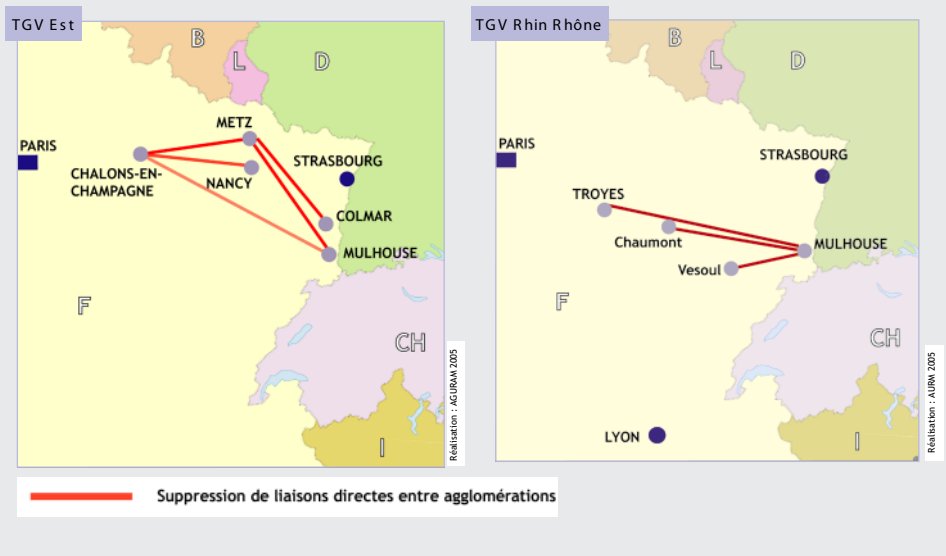 TGV Est
B
L
D
METZ
PARIS
STRASBOURG
CHALONS-EN-
CHAMPAGNE
NANCY
COLMAR
MULHOUSE
F
CH
I
Réalisation : AGURAM 2005
TGV Rhin Rhône
B
L
D
PARIS
STRASBOURG
TROYES
Chaumont
MULHOUSE
Vesoul
F
CH
LYON
I
Réalisation : AURM 2005
Suppression de liaisons directes entre agglomérations